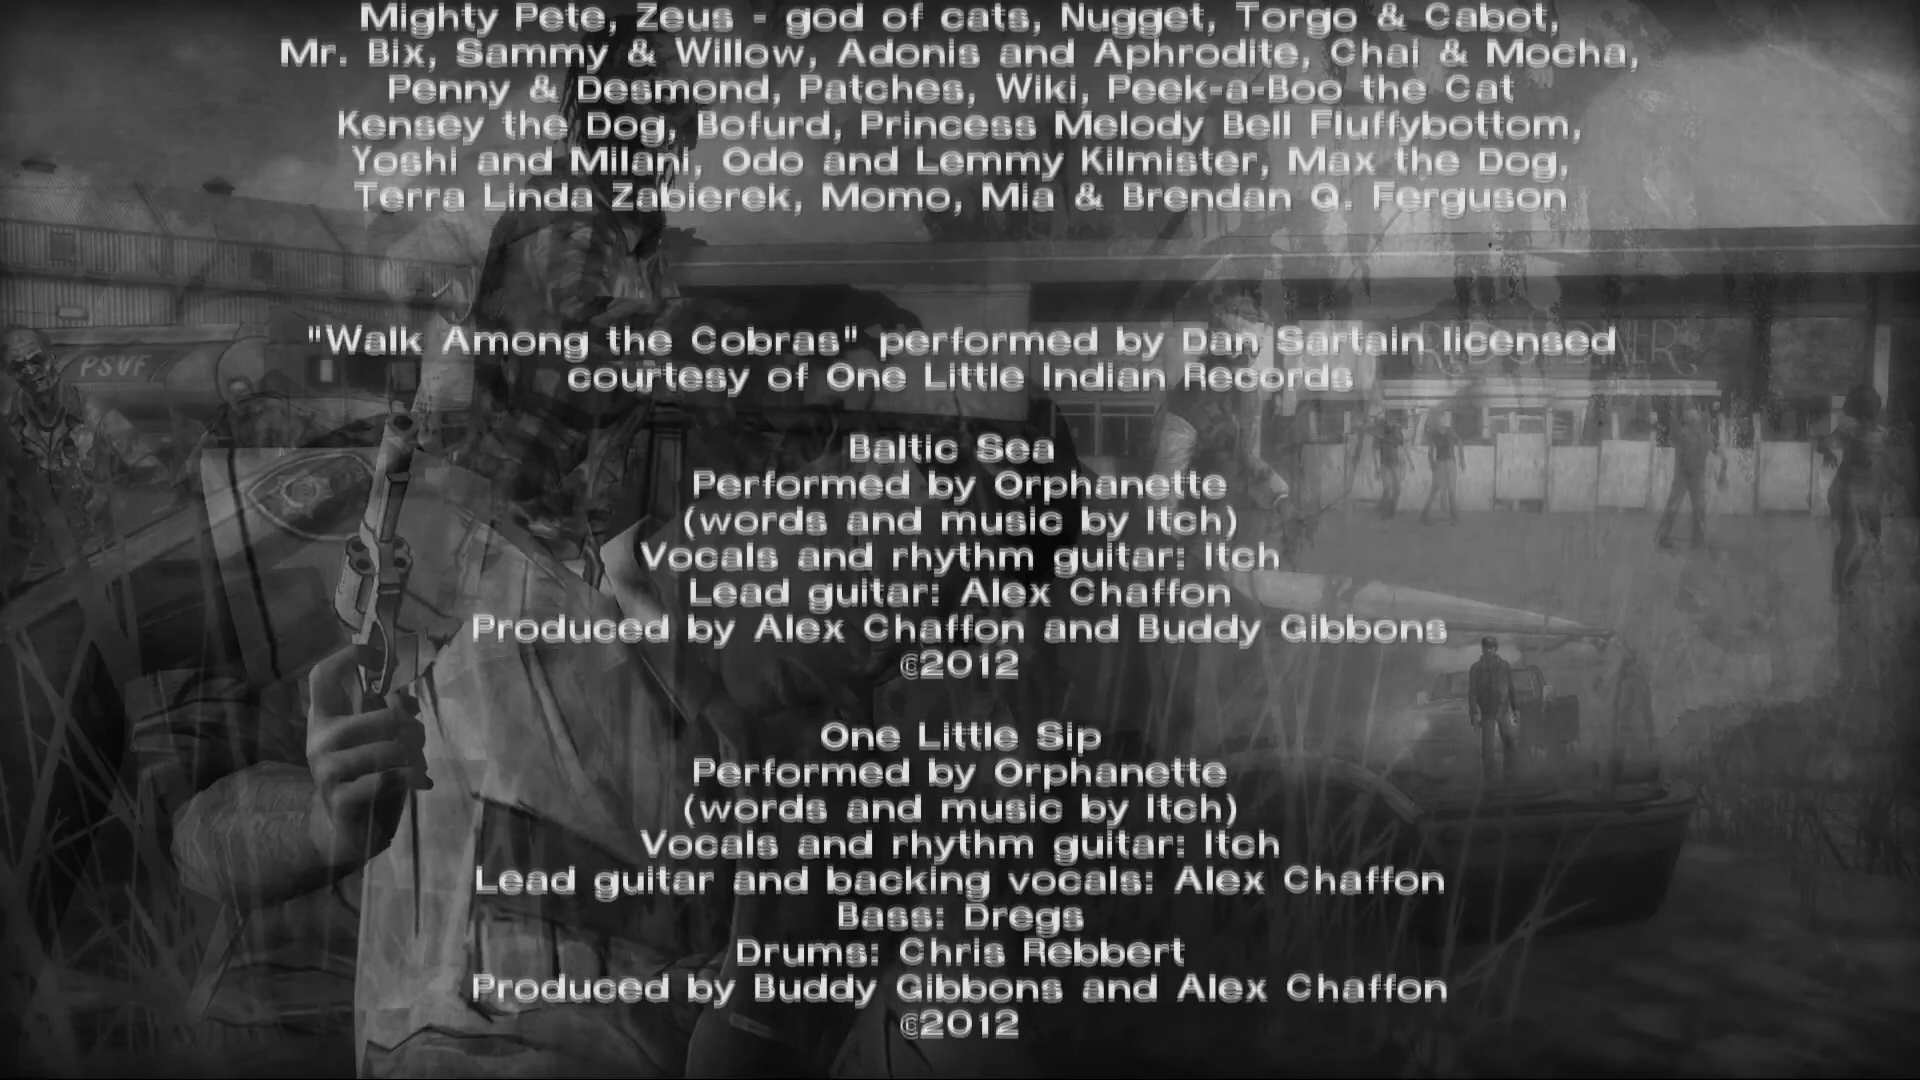 Mighty Pete, Zeus - god of cats, Nugget, Torgo & Cabot,
Mr. Bix, Sammy & Willow, Adonis and Aphrodite, Chai & Mocha,
Penny & Desmond, Patches, Wiki, Peek-a-Boo the Cat
Kensey the Dog, Bofurd, Princess Melody Bell Fluffybottom,
Yoshi and Milani, Odo and Lemmy Kilmister, Max the Dog,
Terra Linda Zabierek, Momo, Mia & Brendan Q. Ferguson
"Walk Among the Cobras" performed by Dan Sartain licensed
courtesy of One Little Indian Records
PSVF
Baltic Sea
Performed by Orphanette
(words and music by Itch)
Vocals and rhythm guitar: Itch
Lead guitar: Alex Chaffon
Produced by Alex Chaffon and Buddy Gibbons
©2012
One Little Sip
Performed by Orphanette
(words and music by Itch)
Vocals and rhythm guitar: Itch
Lead guitar and backing vocals: Alex Chaffon
Bass: Dregs
Drums: Chris Rebbert
Produced by Buddy Gibbons and Alex Chaffon
©2012